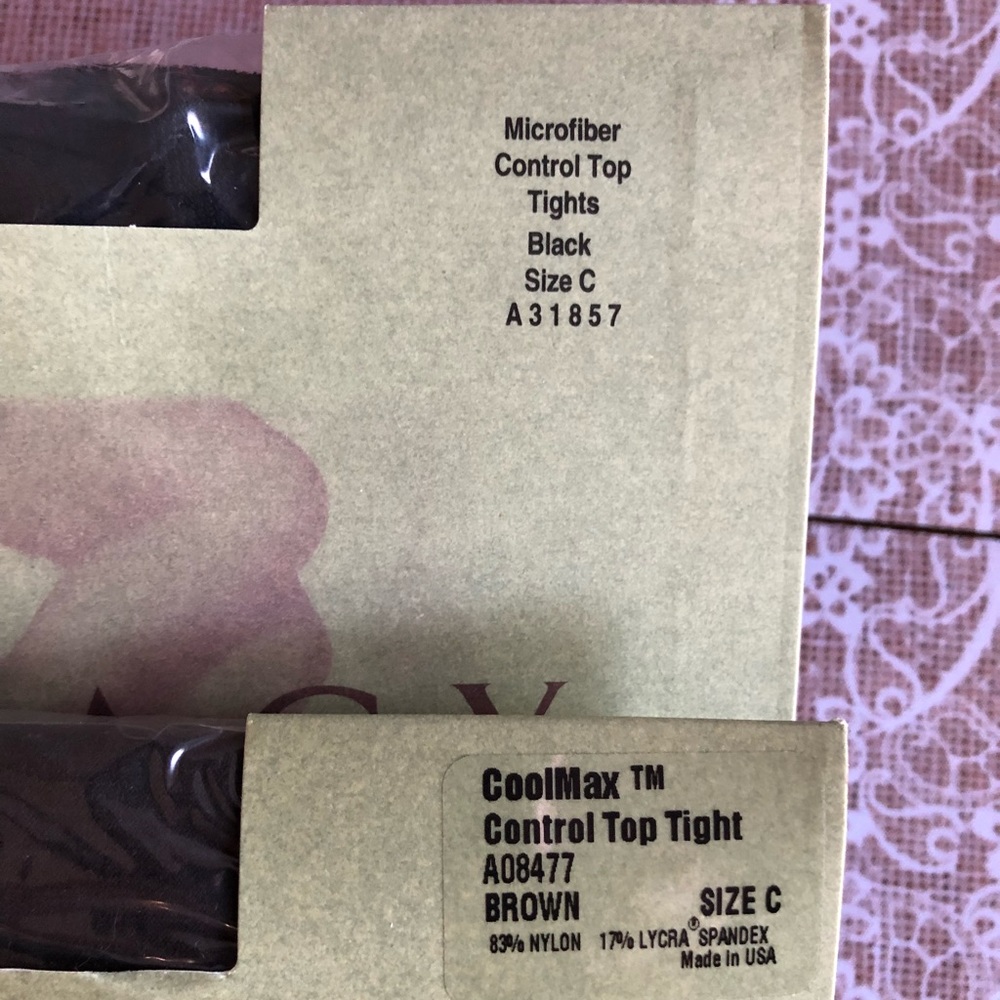 Microfiber
Control Top
Tights
Black
Size C
A31857
ACY
CoolMax ™
Control Top Tight
A08477
BROWN SIZE C
83% NYLON 17% LYCRA® SPANDEX
Made in USA